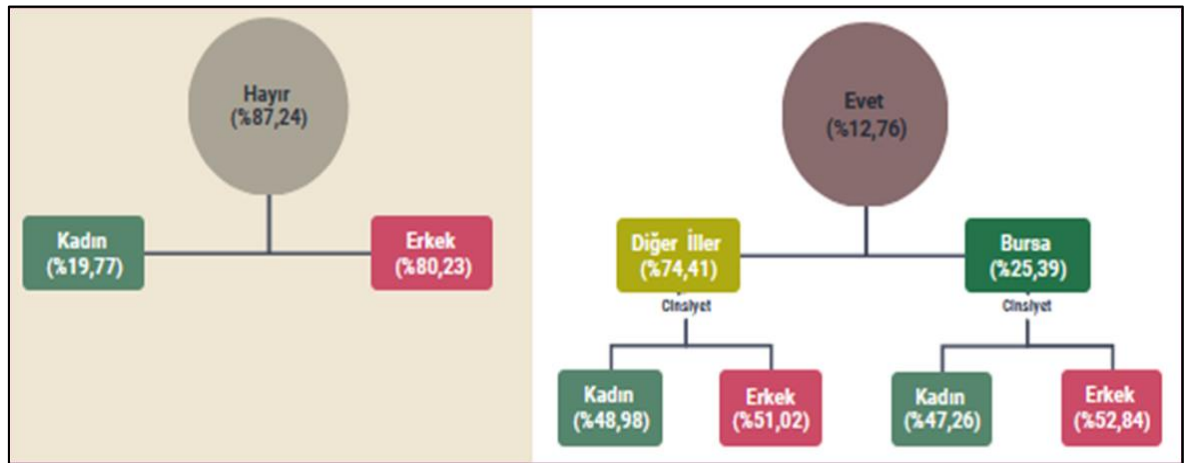 Hayır
(%87,24)
Kadın
(%19,77)
Erkek
(%80,23)
Evet
(%12,76)
Diğer İller
(%74,41)
Bursa
(%25,39)
Cinsiyet
Cinsiyet
Kadın
(%48,98)
Erkek
(%51,02)
Kadın
(%47,26)
Erkek
(%52,84)